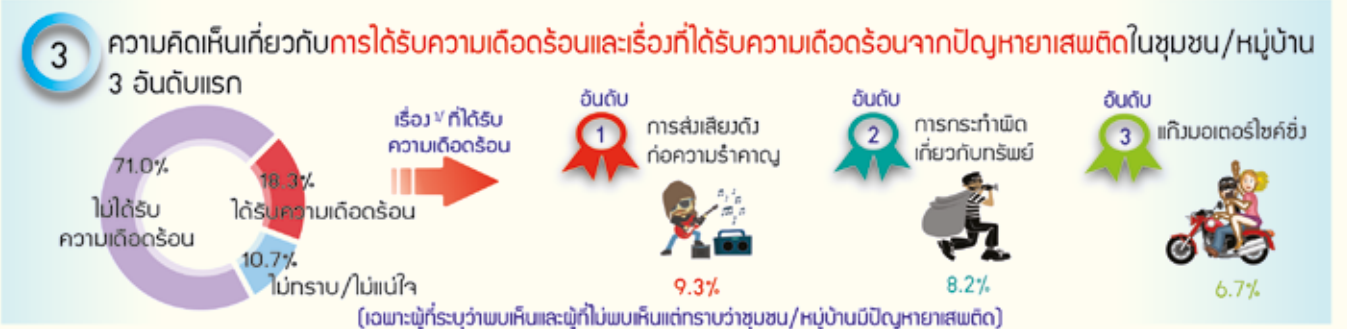 3
ความคิดเห็นเกี่ยวกับการได้รับความเดือดร้อนและเรื่องที่ได้รับความเดือดร้อนจากปัญหายาเสพติดในชุมชน/หมู่บ้าน
3 อันดับแรก
71.0%
ไม่ได้รับ
ความเดือดร้อน
18.3%
ได้รับความเดือดร้อน
10.7%
ไม่ทราบ/ไม่แน่ใจ
เรื่อง 1/ ที่ได้รับ
ความเดือดร้อน
อันดับ
1
การส่งเสียงดัง
ก่อความรำคาญ
9.3%
อันดับ
2
การกระทำผิด
เกี่ยวกับทรัพย์
8.2%
อันดับ
3
แก๊งมอเตอร์ไซค์ซิ่ง
6.7%
(เฉพาะผู้ที่ระบุว่าพบเห็นและผู้ที่ไม่พบเห็นแต่ทราบว่าชุมชน/หมู่บ้านมีปัญหายาเสพติด)